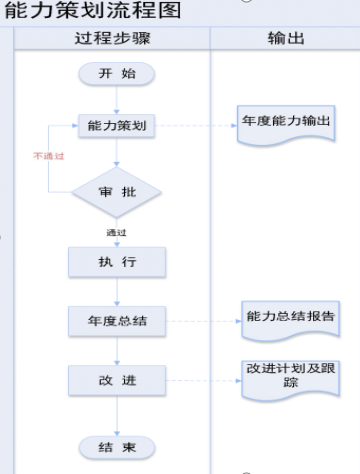 能力策划流程图
过程步骤 输出
开 始
能力策划 年度能力输出
不通过
审 批
通过
执 行
年度总结 能力总结报告
改 进 改进计划及跟
踪
结 束